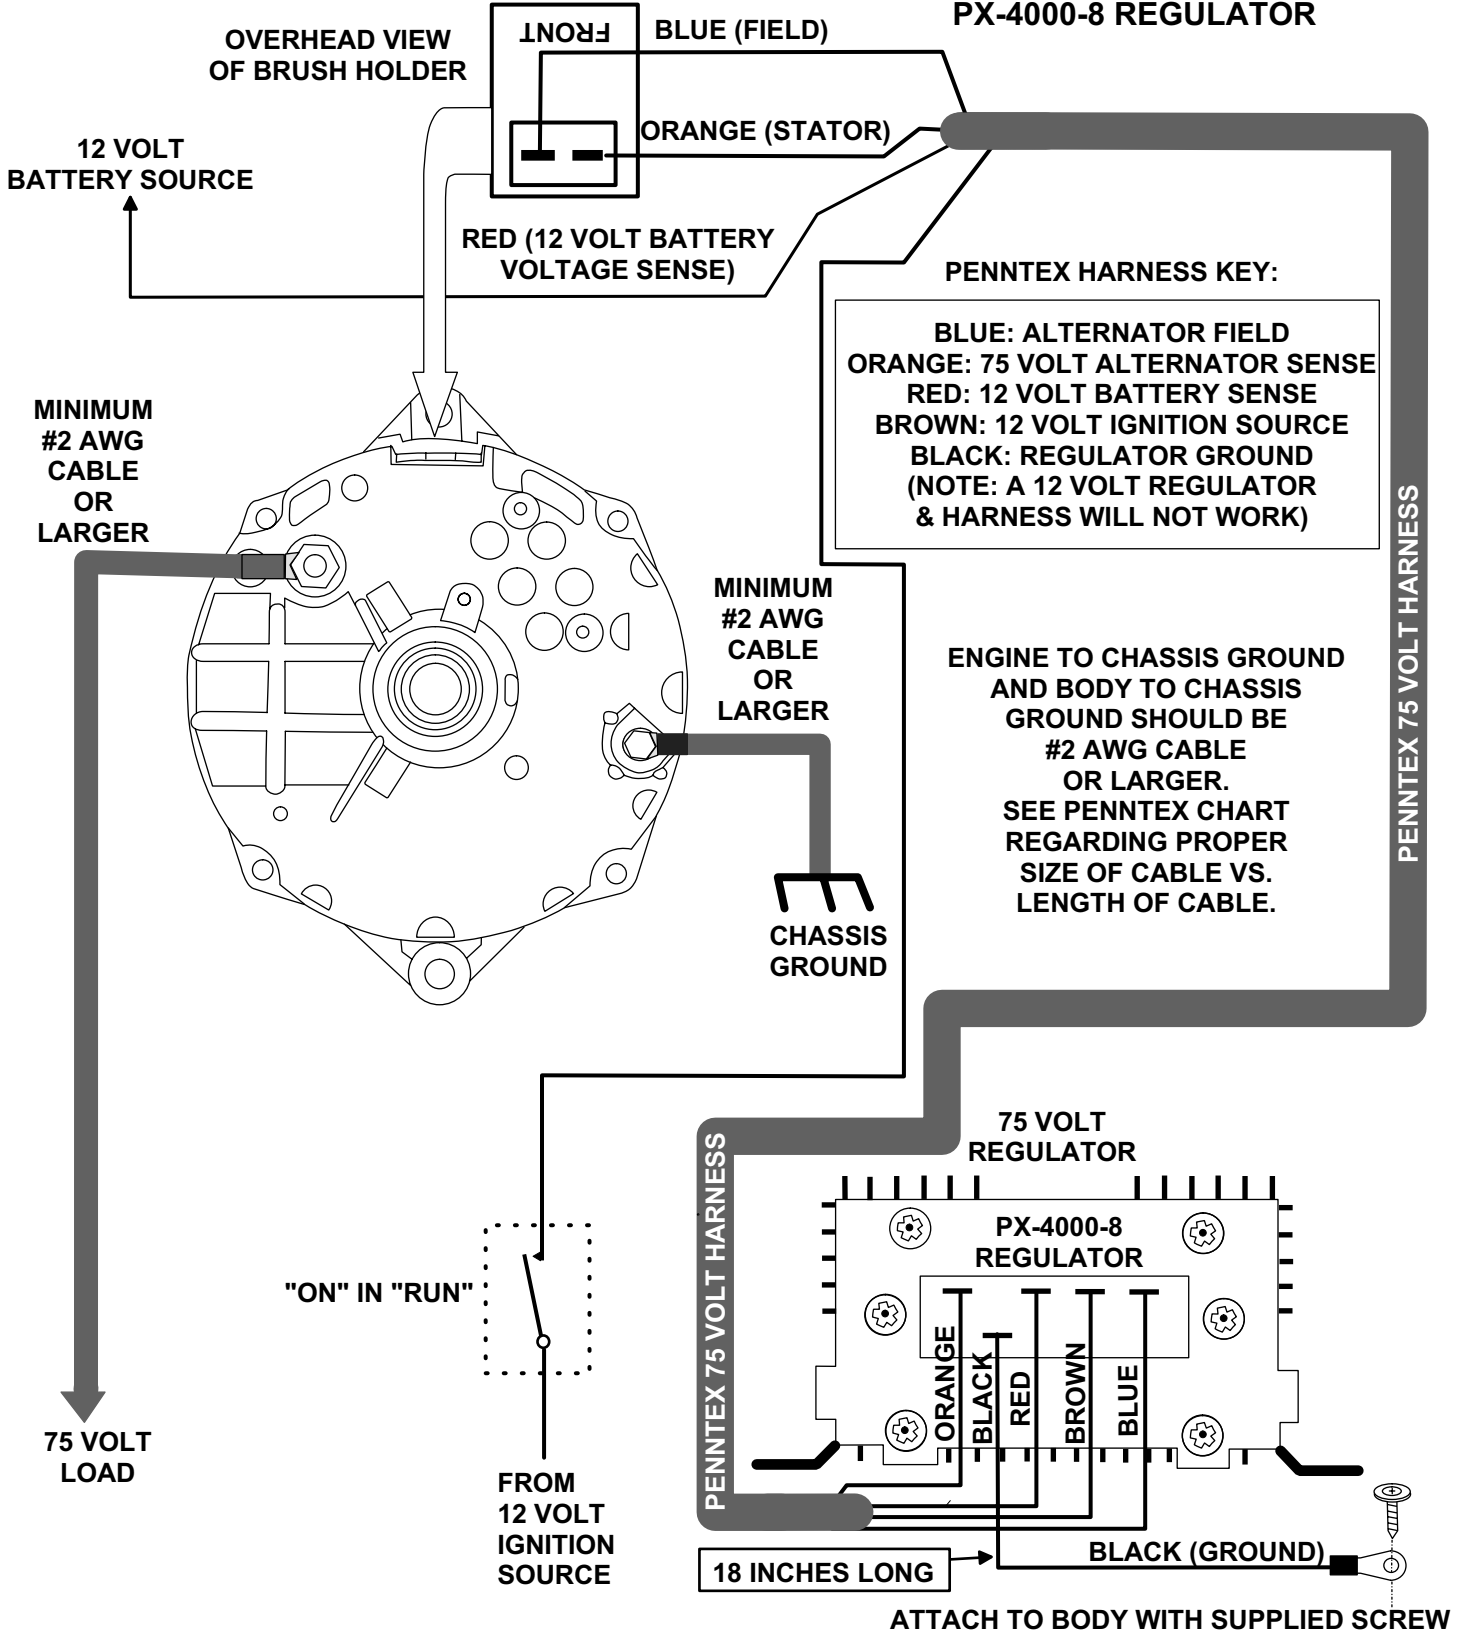 PX-4000-8 REGULATOR
OVERHEAD VIEW
OF BRUSH HOLDER
FRONT
BLUE (FIELD)
ORANGE (STATOR)
12 VOLT
BATTERY SOURCE
RED (12 VOLT BATTERY
VOLTAGE SENSE)
PENNTEX HARNESS KEY:
BLUE: ALTERNATOR FIELD
ORANGE: 75 VOLT ALTERNATOR SENSE
RED: 12 VOLT BATTERY SENSE
BROWN: 12 VOLT IGNITION SOURCE
BLACK: REGULATOR GROUND
(NOTE: A 12 VOLT REGULATOR
& HARNESS WILL NOT WORK)
MINIMUM
#2 AWG
CABLE
OR
LARGER
MINIMUM
#2 AWG
CABLE
OR
LARGER
PENNTEX 75 VOLT HARNESS
ENGINE TO CHASSIS GROUND
AND BODY TO CHASSIS
GROUND SHOULD BE
#2 AWG CABLE
OR LARGER.
SEE PENNTEX CHART
REGARDING PROPER
SIZE OF CABLE VS.
LENGTH OF CABLE.
CHASSIS
GROUND
75 VOLT
REGULATOR
PENNTEX 75 VOLT HARNESS
PX-4000-8
REGULATOR
"ON" IN "RUN"
ORANGE
BLACK
RED
BROWN
BLUE
75 VOLT
LOAD
FROM
12 VOLT
IGNITION
SOURCE
18 INCHES LONG
BLACK (GROUND)
ATTACH TO BODY WITH SUPPLIED SCREW